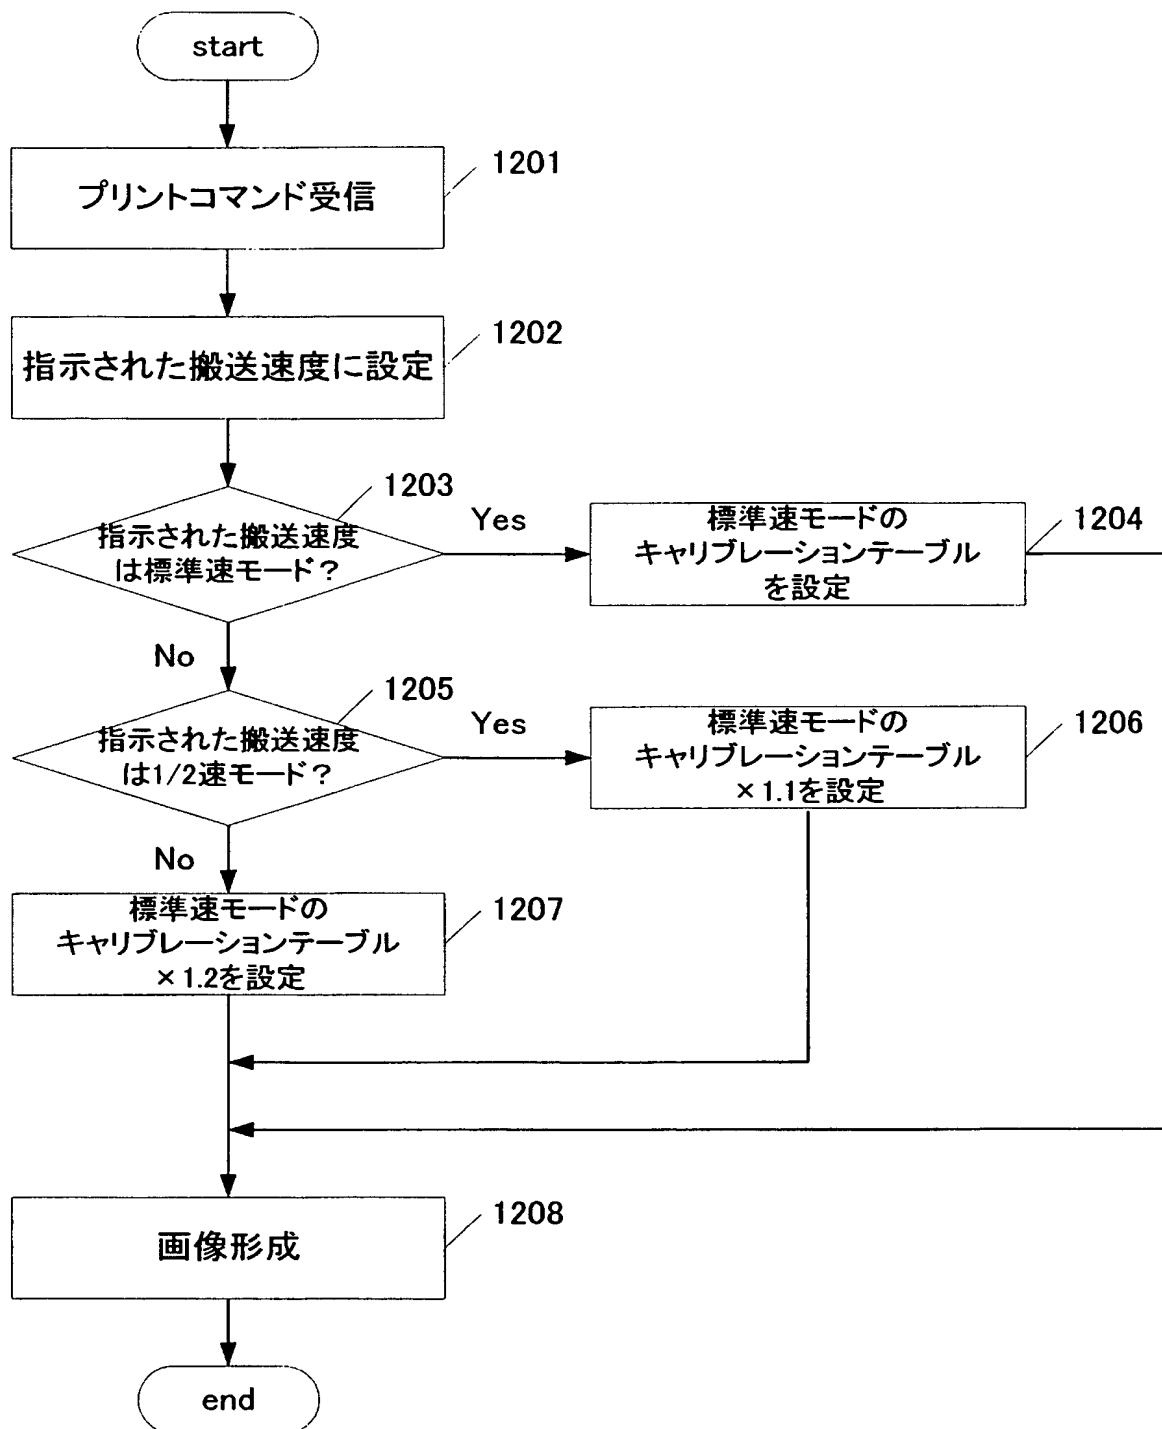 start
プリントコマンド受信
1201
指示された搬送速度に設定
1202
指示された搬送速度
は標準速モード?
1203
Yes
標準速モードの
キャリブレーションテーブル
を設定
1204
No
指示された搬送速度
は1/2速モード?
1205
Yes
標準速モードの
キャリブレーションテーブル
×1.1を設定
1206
No
標準速モードの
キャリブレーションテーブル
×1.2を設定
1207
画像形成
1208
end